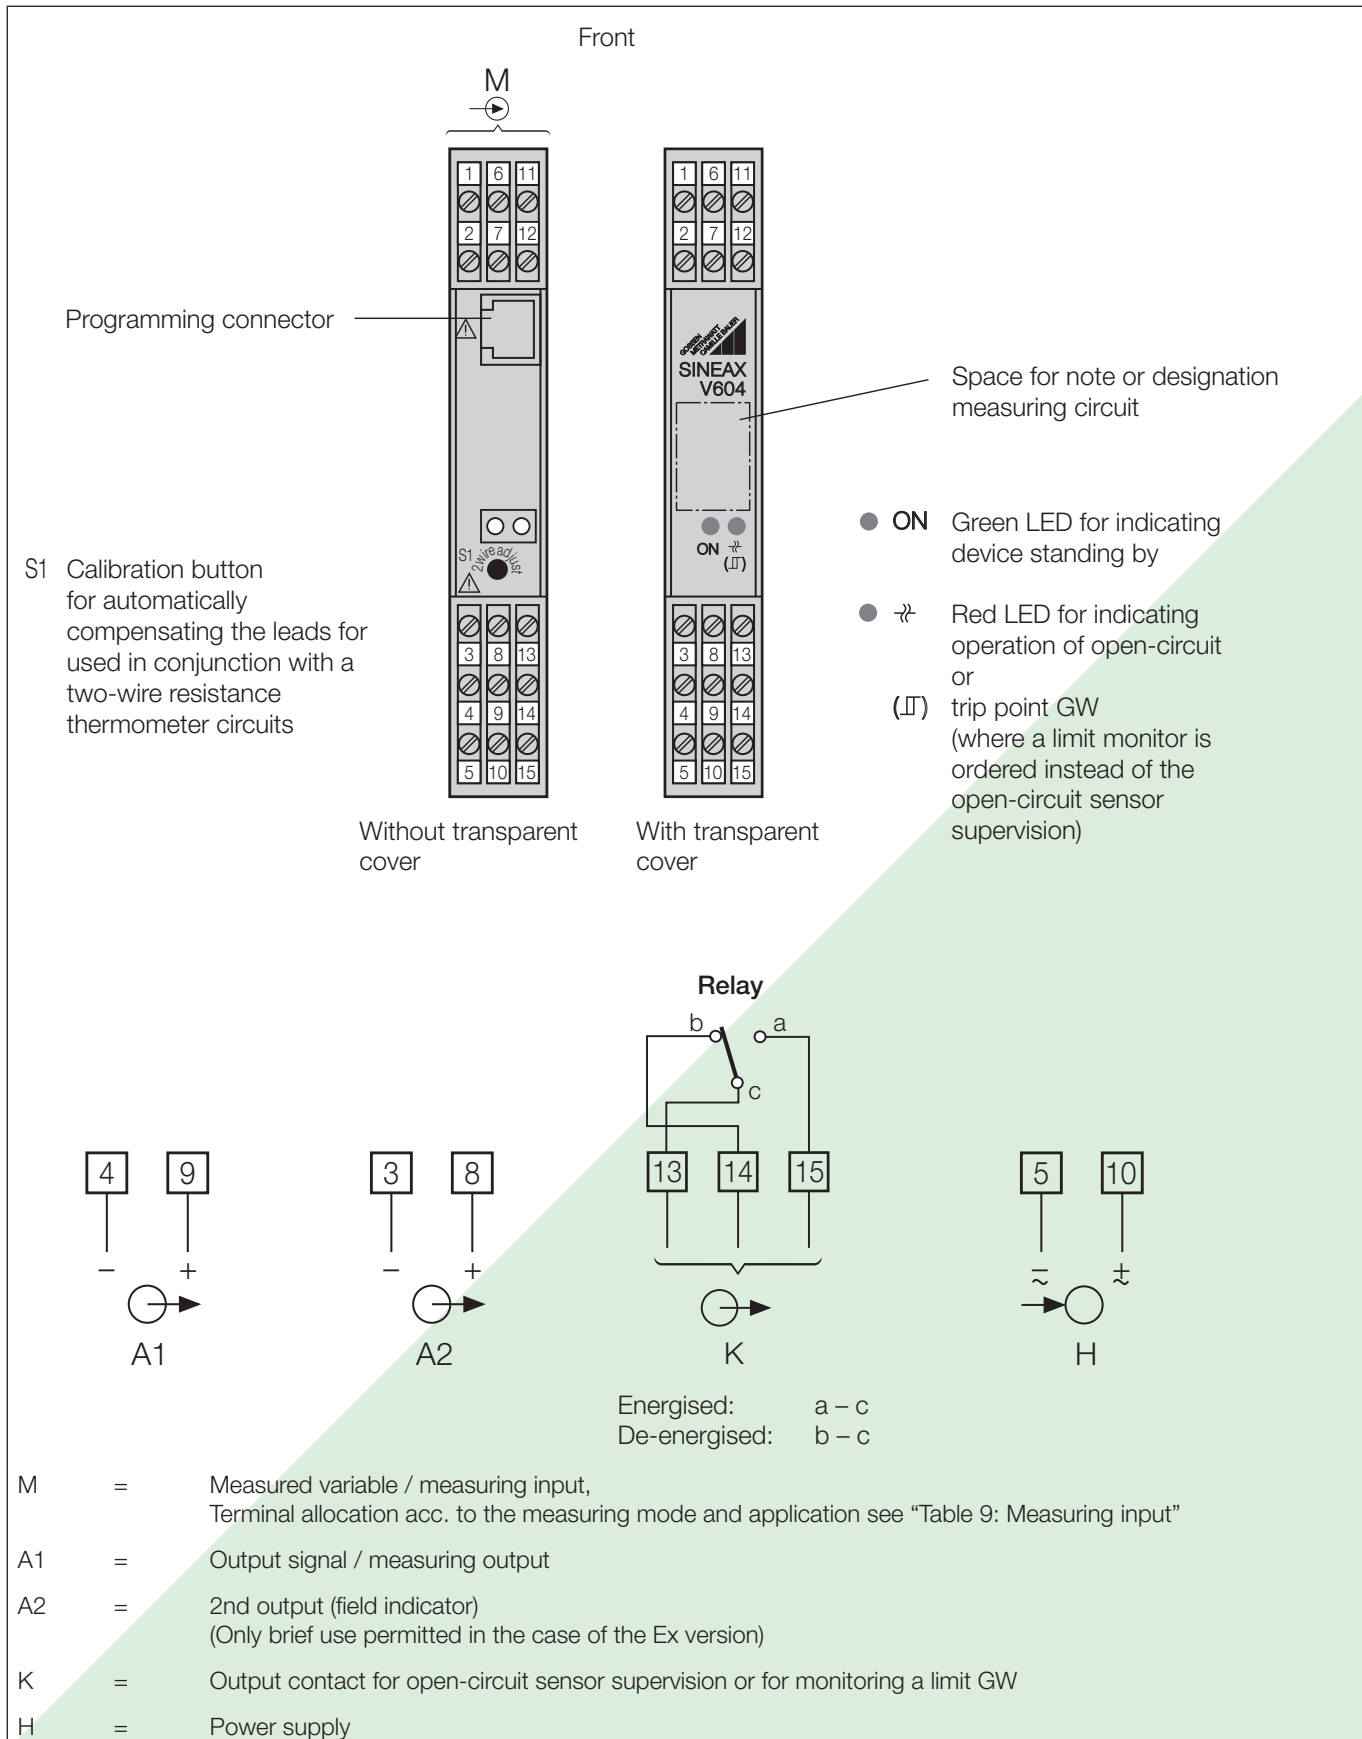 Front
M
1 6 11
2 7 12
Programming connector
S1 2 wire adjust
3 8 13
4 9 14
5 10 15
Without transparent
cover
1 6 11
2 7 12
GOSSEN
METRAWATT
CAMILLE BAUER
SINEAX
V604
ON
3 8 13
4 9 14
5 10 15
With transparent
cover
S1 Calibration button
for automatically
compensating the leads for
used in conjunction with a
two-wire resistance
thermometer circuits
Space for note or designation
measuring circuit
ON Green LED for indicating
device standing by
Red LED for indicating
operation of open-circuit
or
trip point GW
(where a limit monitor is
ordered instead of the
open-circuit sensor
supervision)
Relay
b a
c
4 9
– +
A1
3 8
– +
A2
13 14 15
K
5 10
– +
~ ~
H
Energised: a – c
De-energised: b – c
M = Measured variable / measuring input,
Terminal allocation acc. to the measuring mode and application see “Table 9: Measuring input”
A1 = Output signal / measuring output
A2 = 2nd output (field indicator)
(Only brief use permitted in the case of the Ex version)
K = Output contact for open-circuit sensor supervision or for monitoring a limit GW
H = Power supply